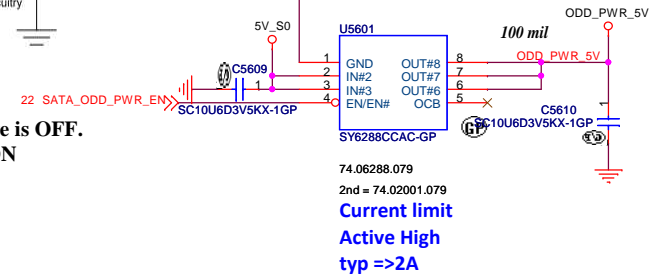 cuitry
ODD_PWR_5V
5V_S0
U5601
100 mil
1 GND OUT#8 8 ODD_PWR_5V
C5609
2 IN#2 OUT#7 7
3 IN#3 OUT#6 6
1
22 SATA_ODD_PWR_EN
4 EN/EN# OCB 5
SC10U6D3V5KX-1GP
C5610
1
SC10U6D3V5KX-1GP
SY6288CCAC-GP
e is OFF.
N
74.06288.079
2nd = 74.02001.079
Current limit
Active High
typ =>2A